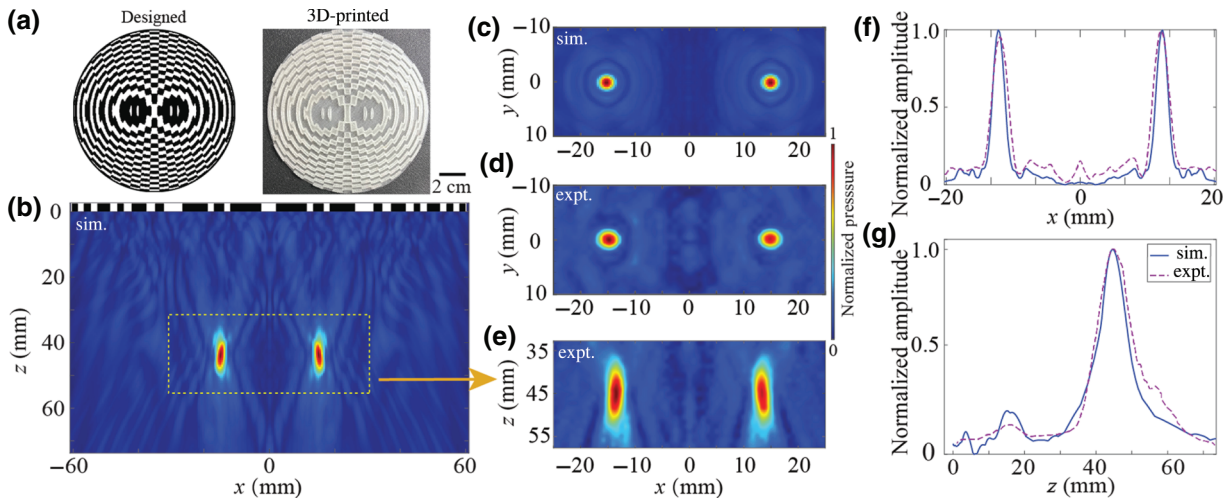 (a)
Designed
3D-printed
2 cm
(b)
sim.
0
20
40
60
z (mm)
−60
0
60
x (mm)
(c)
sim.
−10
0
10
y (mm)
−20
−10
0
10
20
(d)
expt.
−10
0
10
y (mm)
−20
−10
0
10
20
(e)
expt.
35
45
55
z (mm)
−20
−10
0
10
20
x (mm)
1
Normalized pressure
0
(f)
1.0
0.5
0
Normalized amplitude
−20
0
20
x (mm)
(g)
sim.
expt.
1.0
0.5
0
Normalized amplitude
0
20
40
60
z (mm)